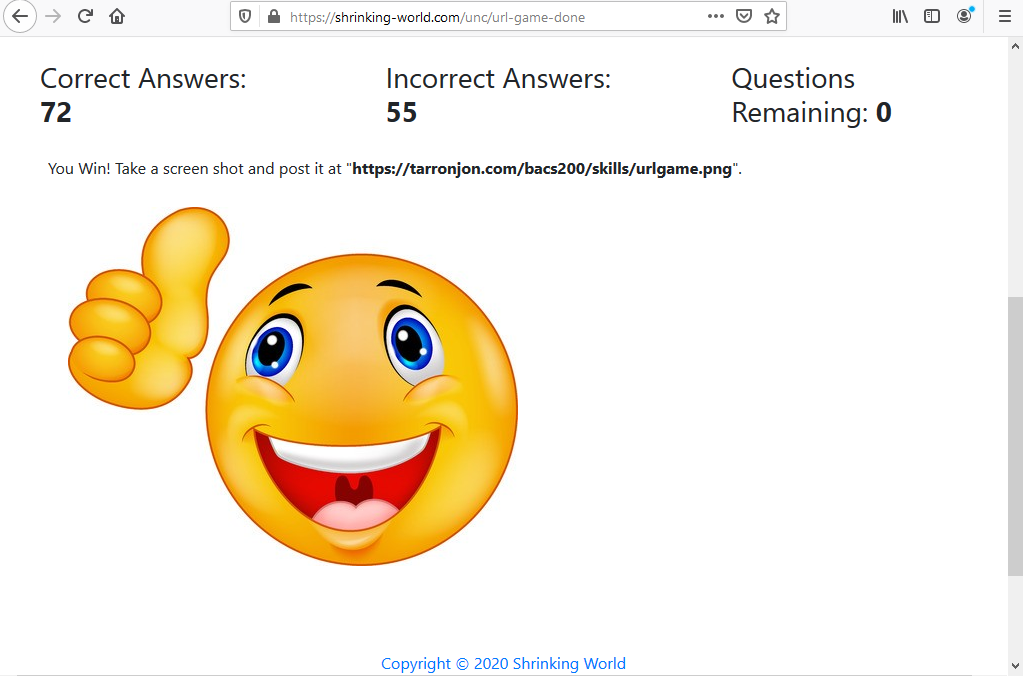 https://shrinking-world.com/unc/url-game-done
Correct Answers:
72
Incorrect Answers:
55
Questions
Remaining: 0
You Win! Take a screen shot and post it at "https://tarronjon.com/bacs200/skills/urlgame.png".
Copyright © 2020 Shrinking World